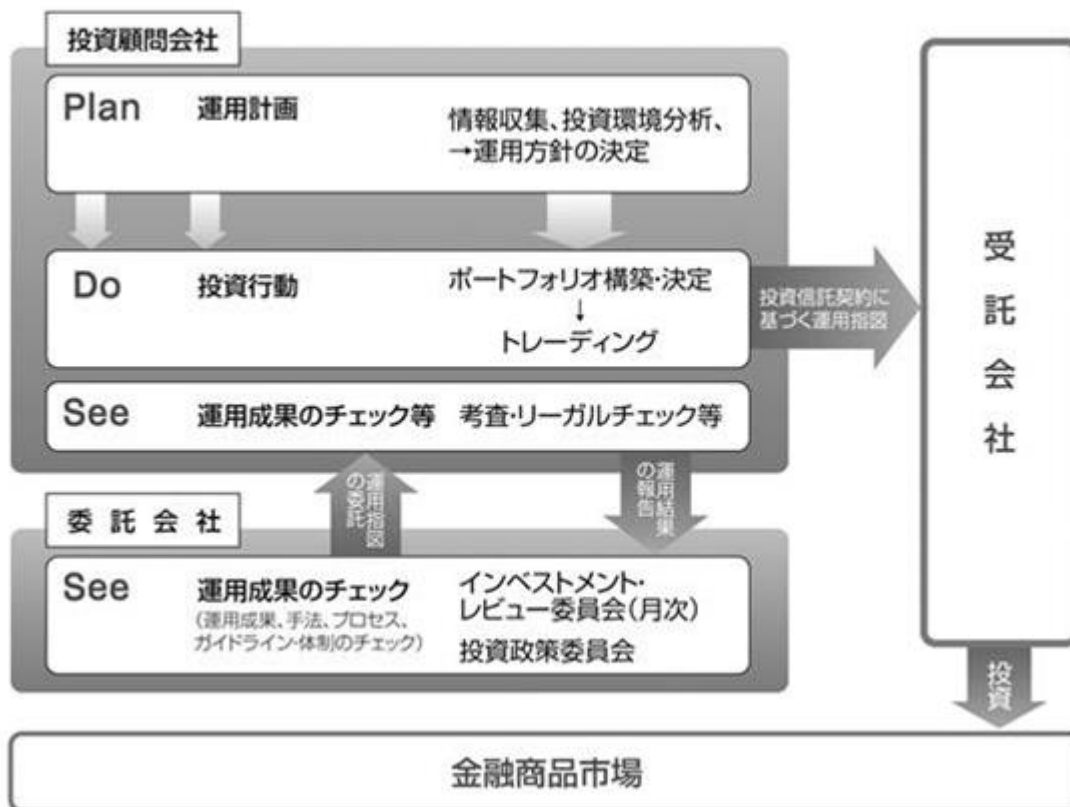 投資顧問会社
Plan 運用計画
情報収集、投資環境分析、
→運用方針の決定
Do 投資行動
ポートフォリオ構築・決定
↓
トレーディング
See 運用成果のチェック等 考査・リーガルチェック等
投資信託契約に
基づく運用指図
受託会社
運用指図
の委託
運用結果
の報告
委託会社
See 運用成果のチェック
(運用成果、手法、プロセス、
ガイドライン・体制のチェック)
インベストメント・
レビュー委員会(月次)
投資政策委員会
投資
金融商品市場